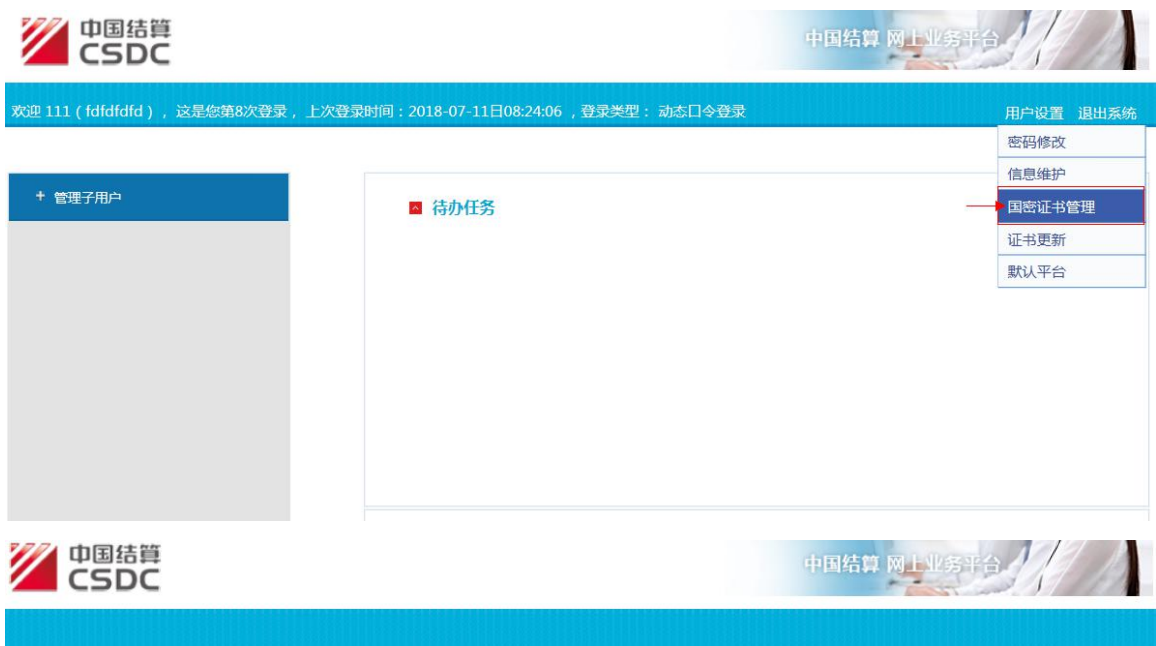 中国结算
CSDC
中国结算 网上业务平台
欢迎 111 ( fdfdfdfd ) , 这是您第8次登录 , 上次登录时间 : 2018-07-11日08:24:06 , 登录类型 : 动态口令登录
用户设置 退出系统
密码修改
信息维护
国密证书管理
证书更新
默认平台
+ 管理子用户
待办任务
中国结算
CSDC
中国结算 网上业务平台